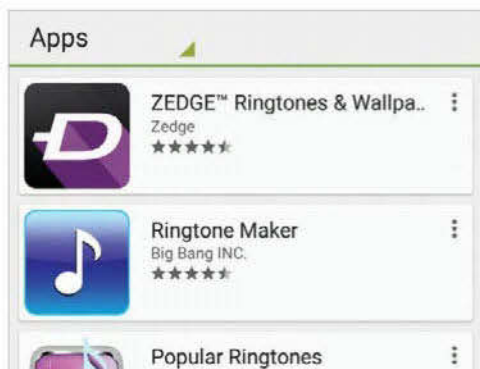 Apps
ZEDGE™ Ringtones & Wallpa..
Zedge
Ringtone Maker
Big Bang INC.
Popular Ringtones